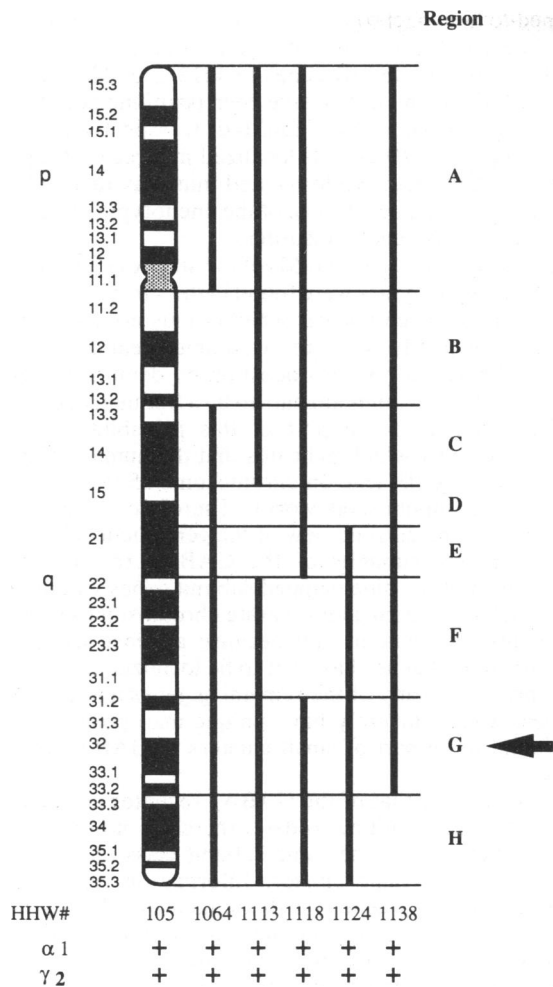 Region
15.3
15.2
15.1
p 14 A
13.3
13.2
13.1
12
11
11.1
11.2
12 B
13.1
13.2
13.3
14 C
15 D
21 E
q 22
23.1
23.2 F
23.3
31.1
31.2
31.3
32 G
33.1
33.2
33.3
34 H
35.1
35.2
35.3
HHW# 105 1064 1113 1118 1124 1138
α 1 + + + + + +
γ 2 + + + + + +